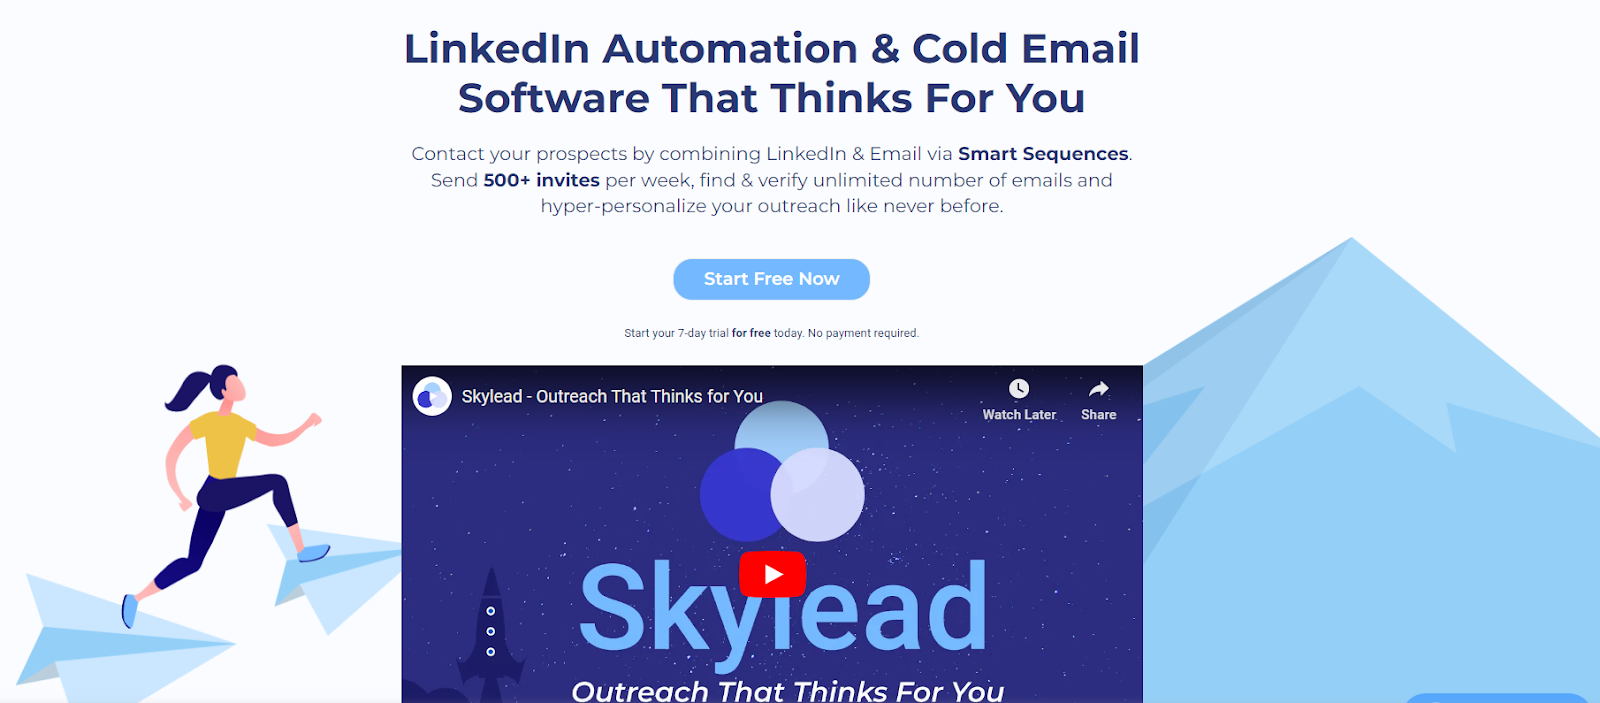 LinkedIn Automation & Cold Email
Software That Thinks For You
Contact your prospects by combining LinkedIn & Email via Smart Sequences.
Send 500+ invites per week, find & verify unlimited number of emails and
hyper-personalize your outreach like never before.
Start Free Now
Start your 7-day trial for free today. No payment required.
Skylead - Outreach That Thinks for You
Watch Later
Share
Skylead
Outreach That Thinks For You